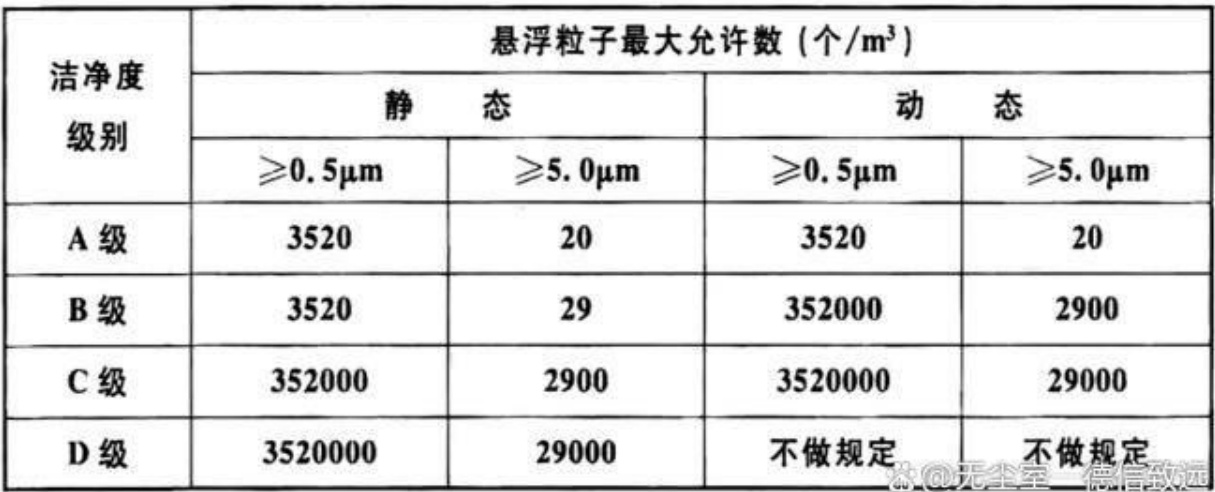 洁净度
级别
悬浮粒子最大允许数 (个/m³)
静 态
动 态
≥0.5μm ≥5.0μm ≥0.5μm ≥5.0μm
A 级 3520 20 3520 20
B 级 3520 29 352000 2900
C 级 352000 2900 3520000 29000
D 级 3520000 29000 不做规定 不做规定
@无尘室—德信致远